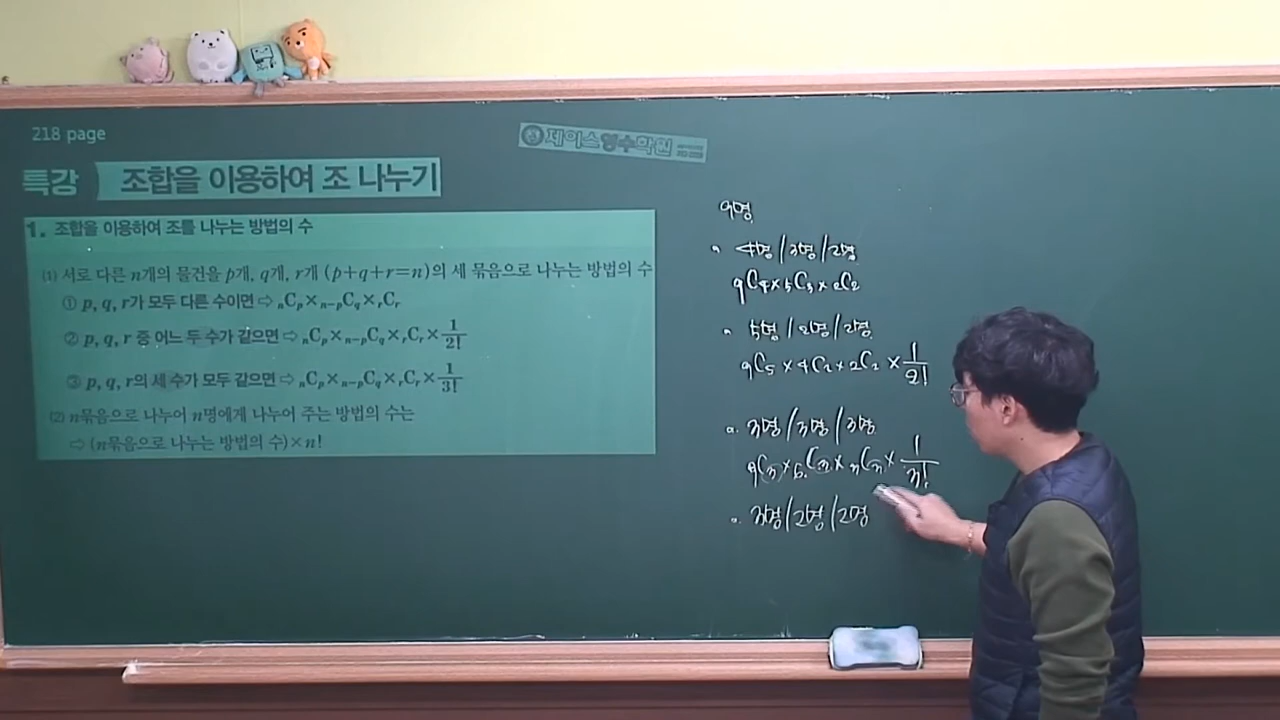 218 page
제이스영수학원
특강 조합을 이용하여 조 나누기
1. 조합을 이용하여 조를 나누는 방법의 수
(1) 서로 다른 n개의 물건을 p개, q개, r개 (p+q+r=n)의 세 묶음으로 나누는 방법의 수
① p, q, r가 모두 다른 수이면 ⇨ ₙCₚ×ₙ₋ₚC_q×ᵣCᵣ
② p, q, r 중 어느 두 수가 같으면 ⇨ ₙCₚ×ₙ₋ₚC_q×ᵣCᵣ×1/2!
③ p, q, r의 세 수가 모두 같으면 ⇨ ₙCₚ×ₙ₋ₚC_q×ᵣCᵣ×1/3!
(2) n묶음으로 나누어 n명에게 나누어 주는 방법의 수는
⇨ (n묶음으로 나누는 방법의 수)×n!
9명
4명/3명/2명
₉C₄×₅C₃×₂C₂
5명/2명/2명
₉C₅×₄C₂×₂C₂×1/2!
3명/3명/3명
₉C₃×₆C₃×₃C₃×1/3!
3명/2명/2명